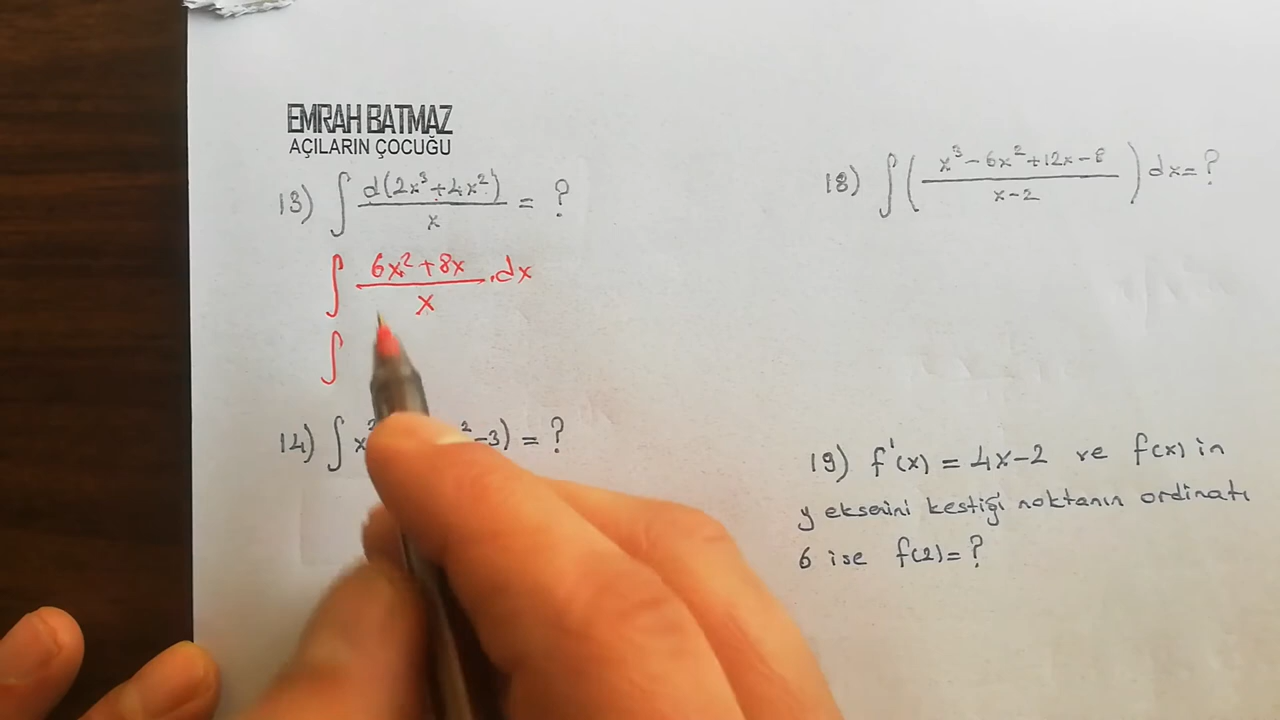 EMRAH BATMAZ
AÇILARIN ÇOCUĞU
13) ∫ d(2x³+4x²)/x = ?
∫ 6x²+8x/x .dx
∫
14) ∫ x ²-3) = ?
18) ∫ (x³-6x²+12x-8/x-2) dx=?
19) f'(x) = 4x-2 ve f(x) in
y eksenini kestiği noktanın ordinatı
6 ise f(2)=?